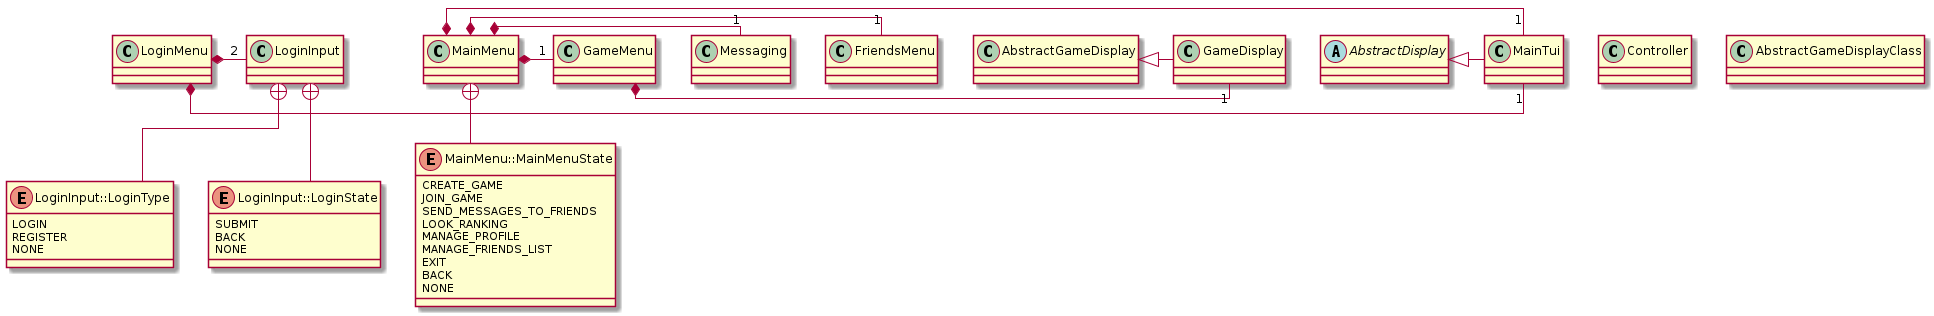 1
1
1
C LoginMenu
2
C LoginInput
C MainMenu
1
C GameMenu
C Messaging
C FriendsMenu
C AbstractGameDisplay
C GameDisplay
A AbstractDisplay
C MainTui
C Controller
C AbstractGameDisplayClass
1
1
E MainMenu::MainMenuState
CREATE_GAME
JOIN_GAME
SEND_MESSAGES_TO_FRIENDS
LOOK_RANKING
MANAGE_PROFILE
MANAGE_FRIENDS_LIST
EXIT
BACK
NONE
E LoginInput::LoginType
LOGIN
REGISTER
NONE
E LoginInput::LoginState
SUBMIT
BACK
NONE